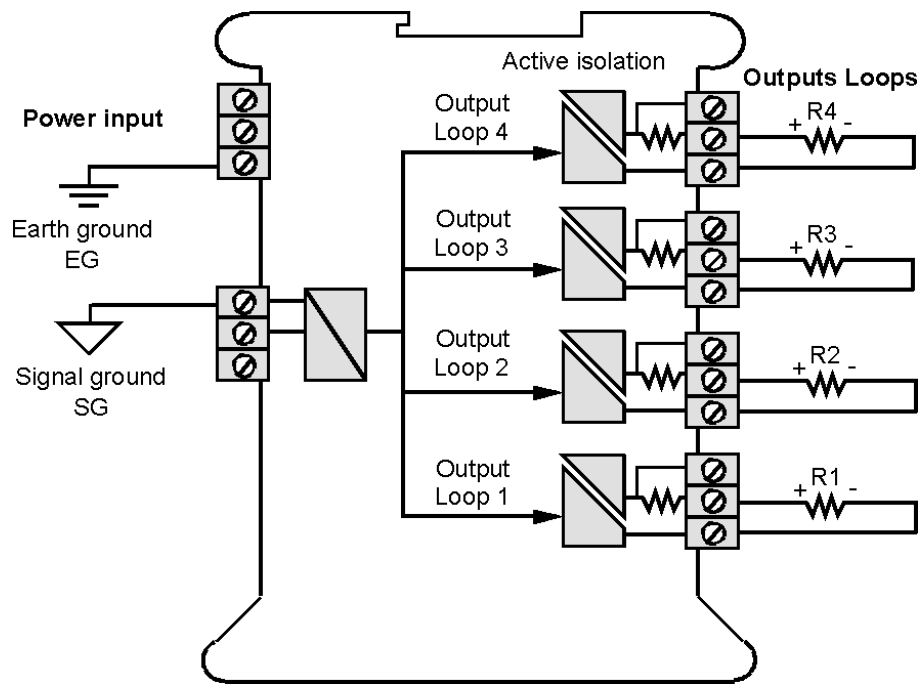 Active isolation
Outputs Loops
Power input
Output
Loop 4
+ R4 -
Earth ground
EG
Output
Loop 3
+ R3 -
Signal ground
SG
Output
Loop 2
+ R2 -
Output
Loop 1
+ R1 -